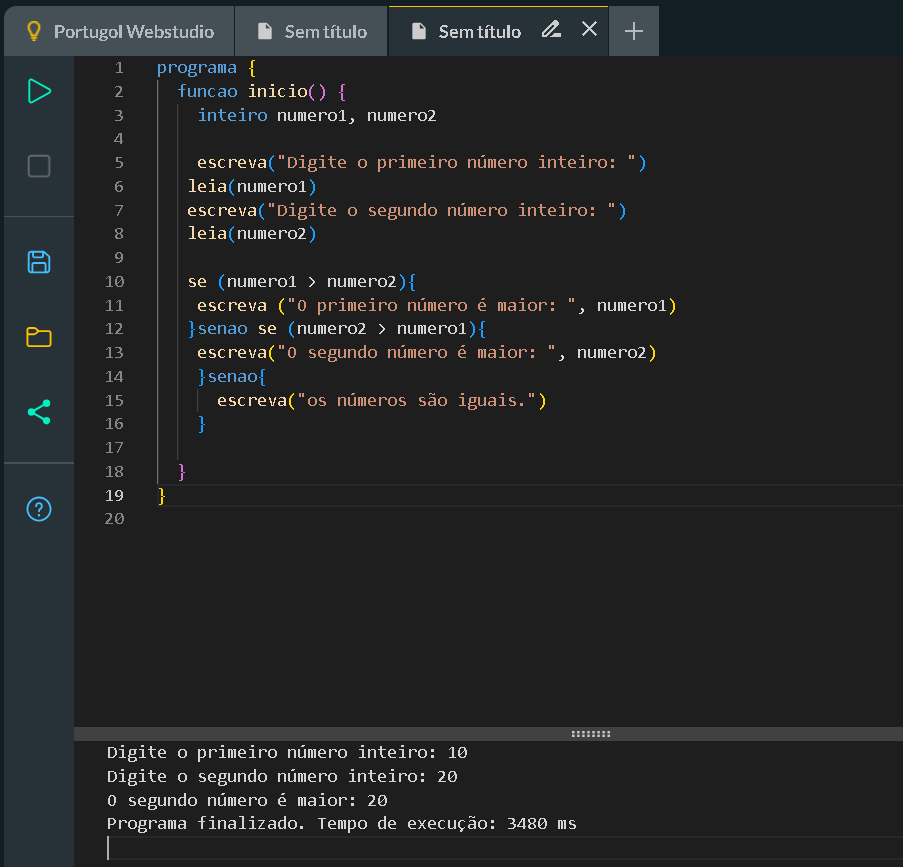 Portugol Webstudio Sem título Sem título
1 programa {
2 funcao inicio() {
3 inteiro numero1, numero2
4
5 escreva("Digite o primeiro número inteiro: ")
6 leia(numero1)
7 escreva("Digite o segundo número inteiro: ")
8 leia(numero2)
9
10 se (numero1 > numero2){
11 escreva ("O primeiro número é maior: ", numero1)
12 }senao se (numero2 > numero1){
13 escreva("O segundo número é maior: ", numero2)
14 }senao{
15 escreva("os números são iguais.")
16 }
17
18 }
19 }
20
Digite o primeiro número inteiro: 10
Digite o segundo número inteiro: 20
O segundo número é maior: 20
Programa finalizado. Tempo de execução: 3480 ms